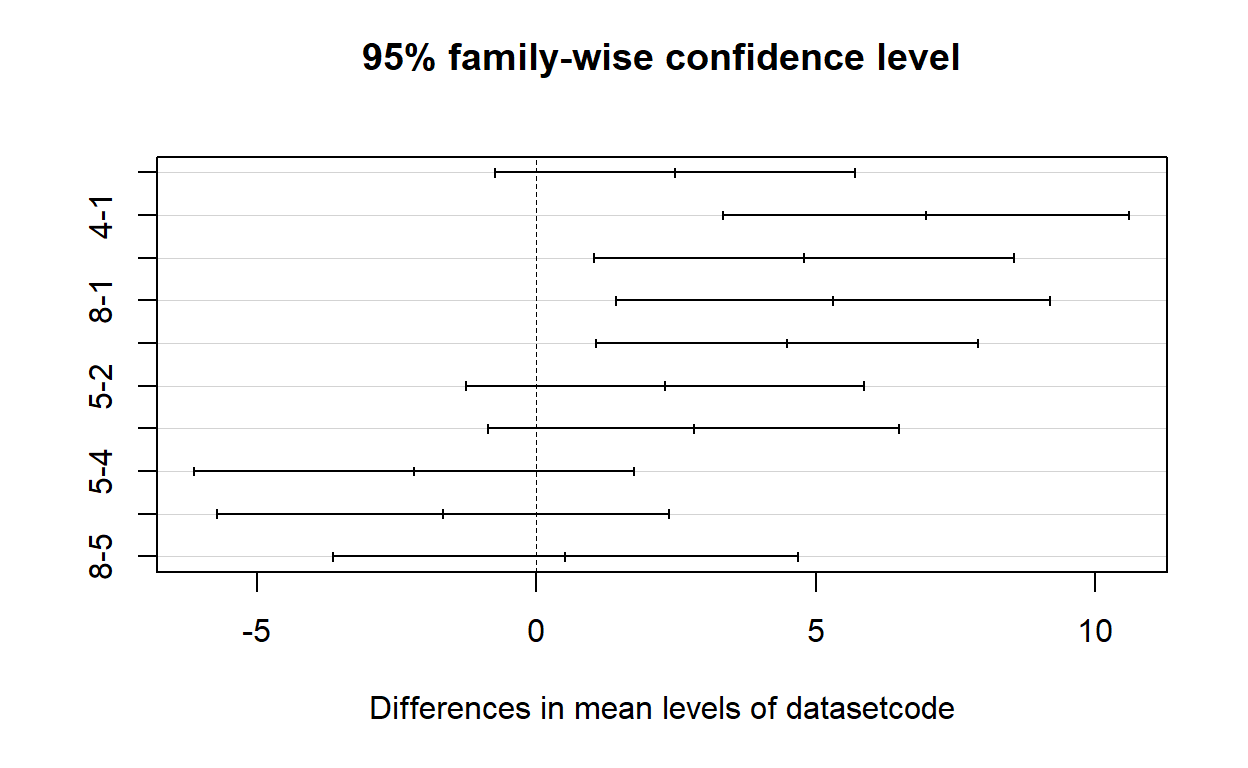 95% family-wise confidence level
4-1
8-1
5-2
5-4
8-5
-5 0 5 10
Differences in mean levels of datasetcode